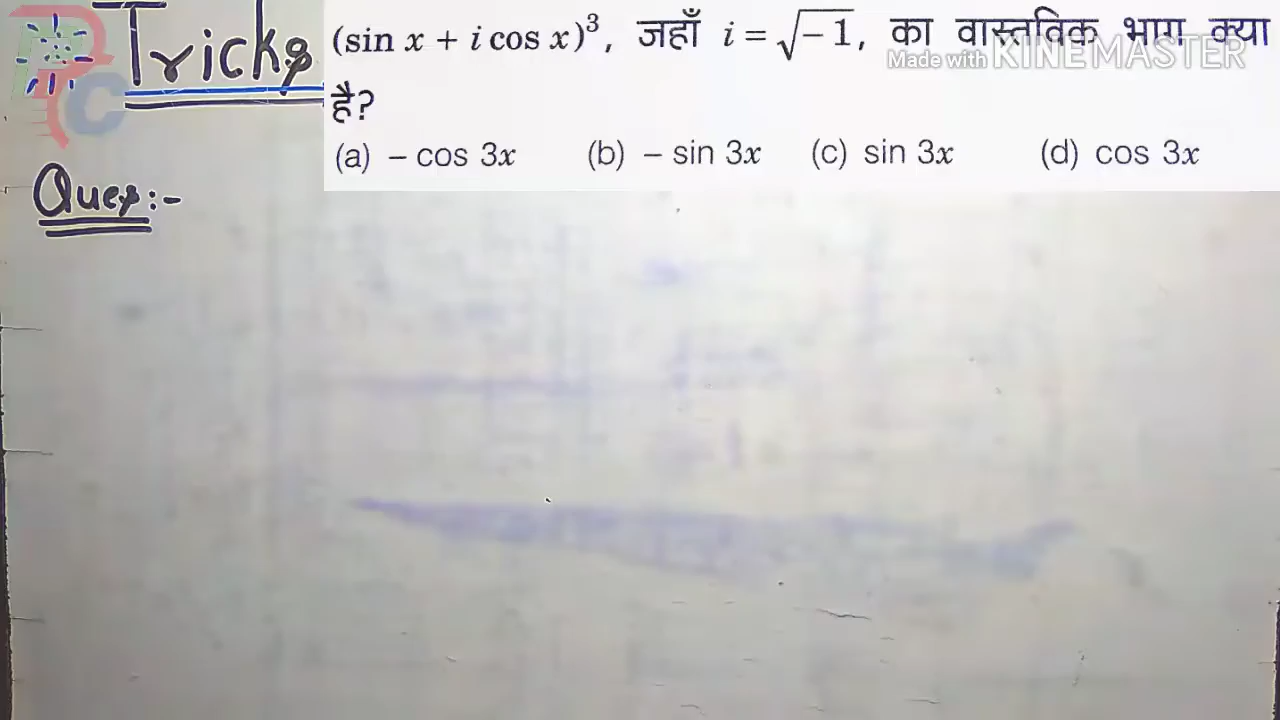 Tricks
(sin x + i cos x)³, जहाँ i = √−1, का वास्तविक भाग क्या
Made with KINEMASTER
है?
(a) – cos 3x (b) – sin 3x (c) sin 3x (d) cos 3x
Ques:-